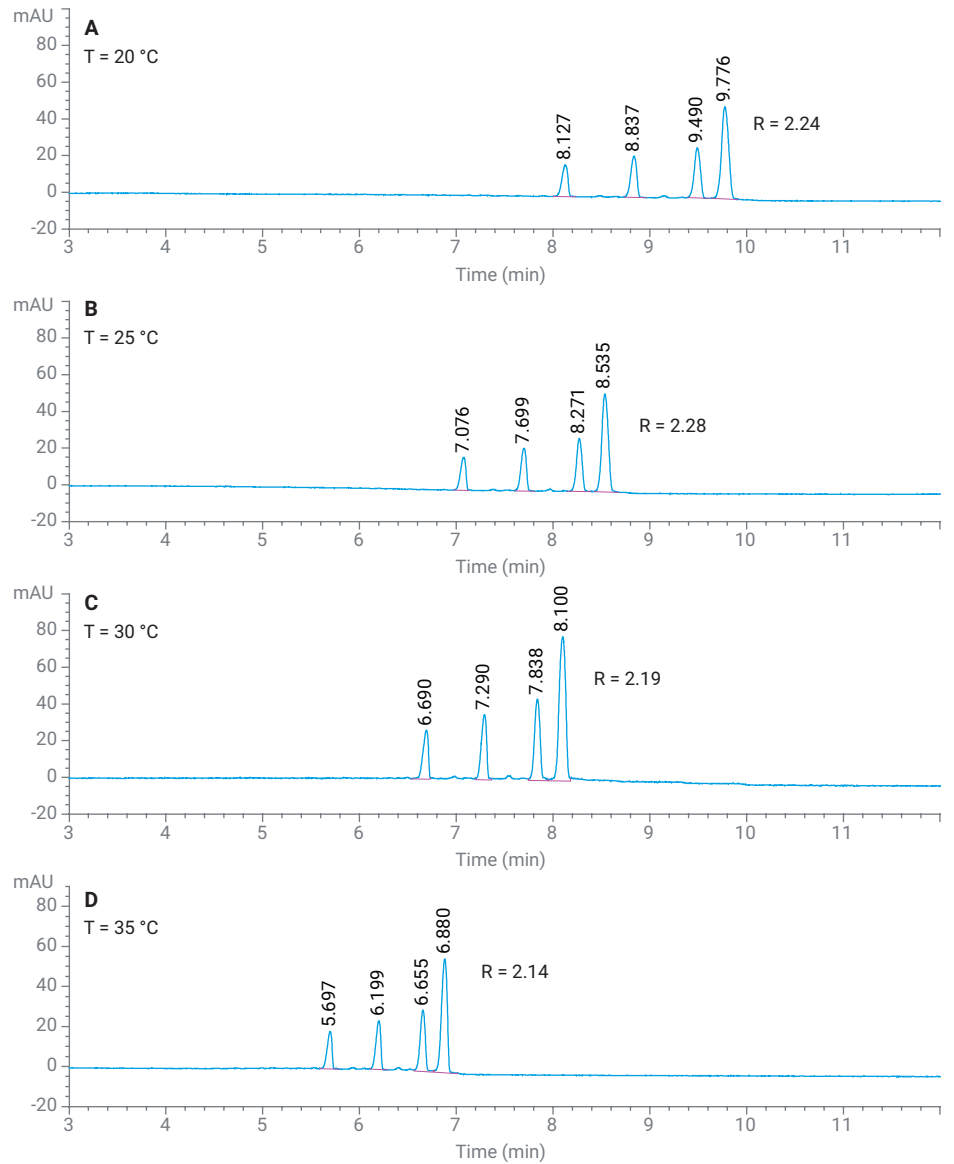 mAU
A
T = 20 °C
80
60
40
20
0
-20
8.127
8.837
9.490
9.776
R = 2.24
3 4 5 6 7 8 9 10 11
Time (min)
mAU
B
T = 25 °C
80
60
40
20
0
-20
7.076
7.699
8.271
8.535
R = 2.28
3 4 5 6 7 8 9 10 11
Time (min)
mAU
C
T = 30 °C
80
60
40
20
0
-20
6.690
7.290
7.838
8.100
R = 2.19
3 4 5 6 7 8 9 10 11
Time (min)
mAU
D
T = 35 °C
80
60
40
20
0
-20
5.697
6.199
6.655
6.880
R = 2.14
3 4 5 6 7 8 9 10 11
Time (min)